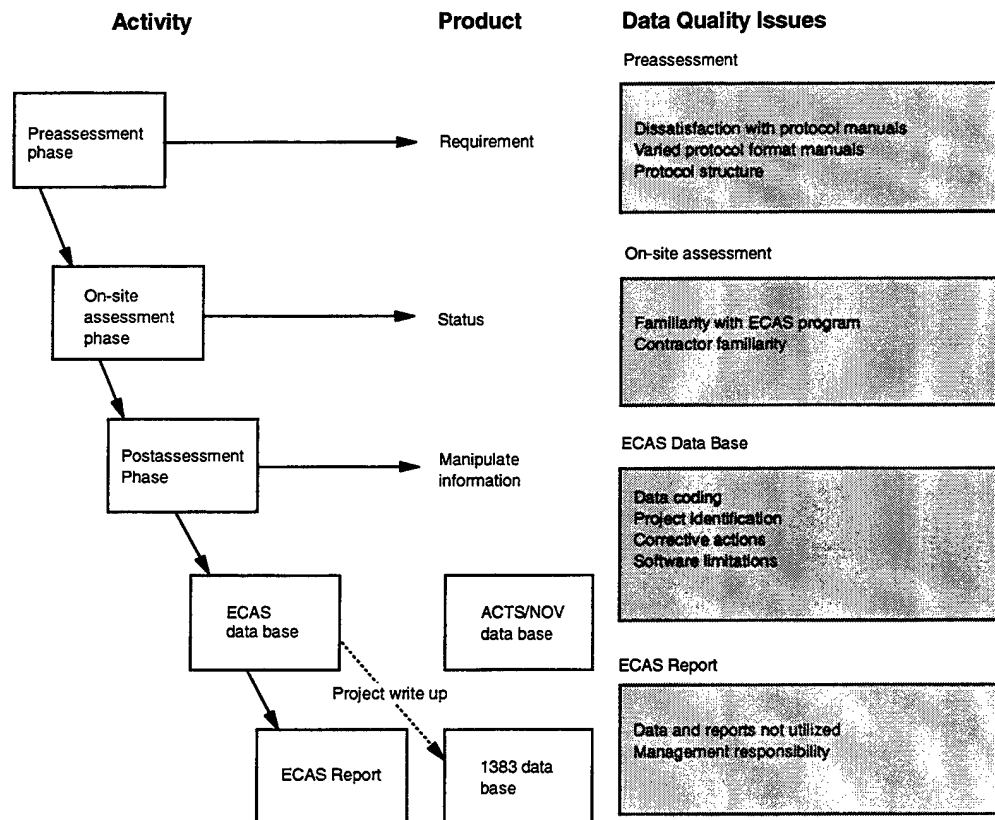 Activity
Product
Data Quality Issues
Preassessment
Dissatisfaction with protocol manuals
Varied protocol format manuals
Protocol structure
Preassessment
phase
Requirement
On-site assessment
On-site
assessment
phase
Status
Familiarity with ECAS program
Contractor familiarity
Postassessment
Phase
Manipulate
information
ECAS Data Base
Data coding
Project identification
Corrective actions
Software limitations
ECAS
data base
ACTS/NOV
data base
ECAS Report
Project write up
Data and reports not utilized
Management responsibility
ECAS Report
1383 data
base